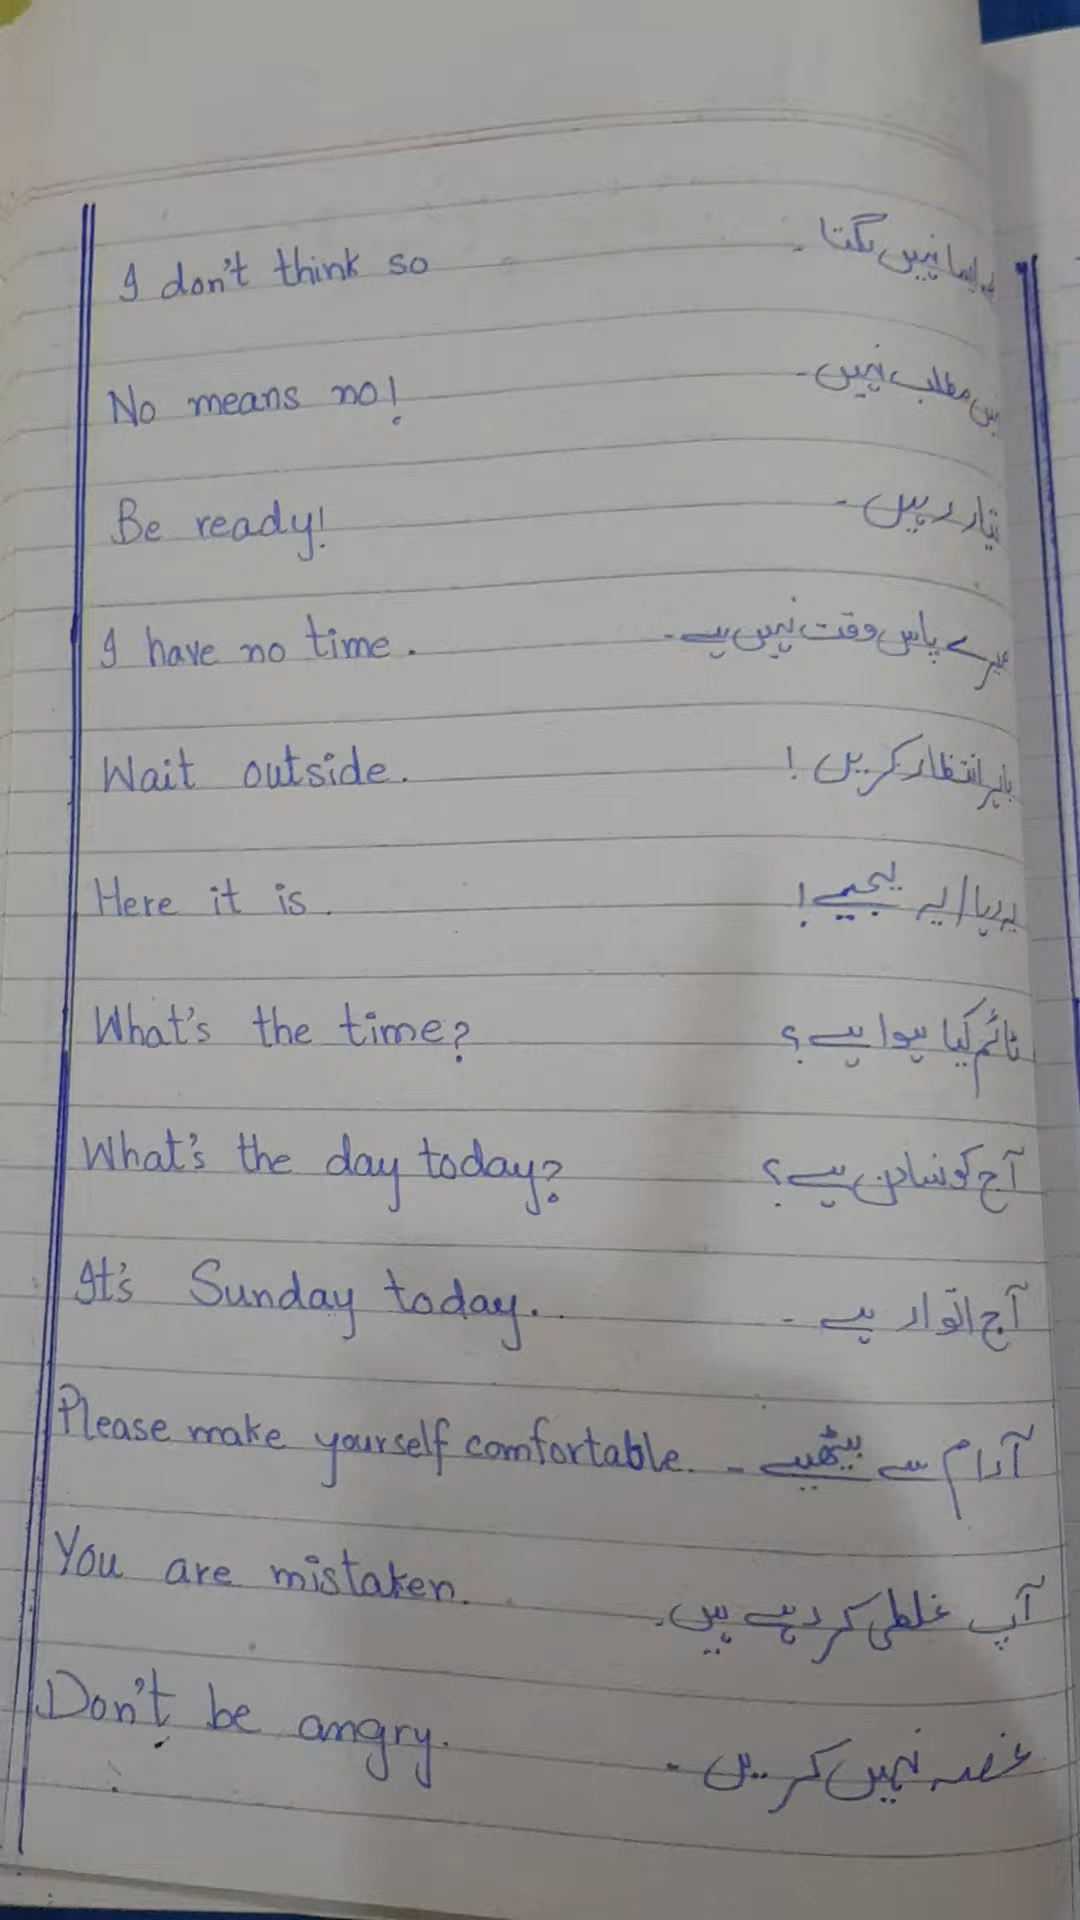 I don't think so ایسا نہیں لگتا ۔
No means no! مطلب نہیں ۔
Be ready! تیار رہیں ۔
I have no time. میرے پاس وقت نہیں ہے ۔
Wait outside. باہر انتظار کریں !
Here it is. یہ رہا / یہ لیجیے !
What's the time? ٹائم کیا ہوا ہے ؟
What's the day today? آج کونسا دن ہے ؟
It's Sunday today. آج اتوار ہے ۔
Please make yourself comfortable. آرام سے بیٹھیے ۔
You are mistaken. آپ غلطی کر رہے ہیں ۔
Don't be angry. غصہ نہیں کریں ۔